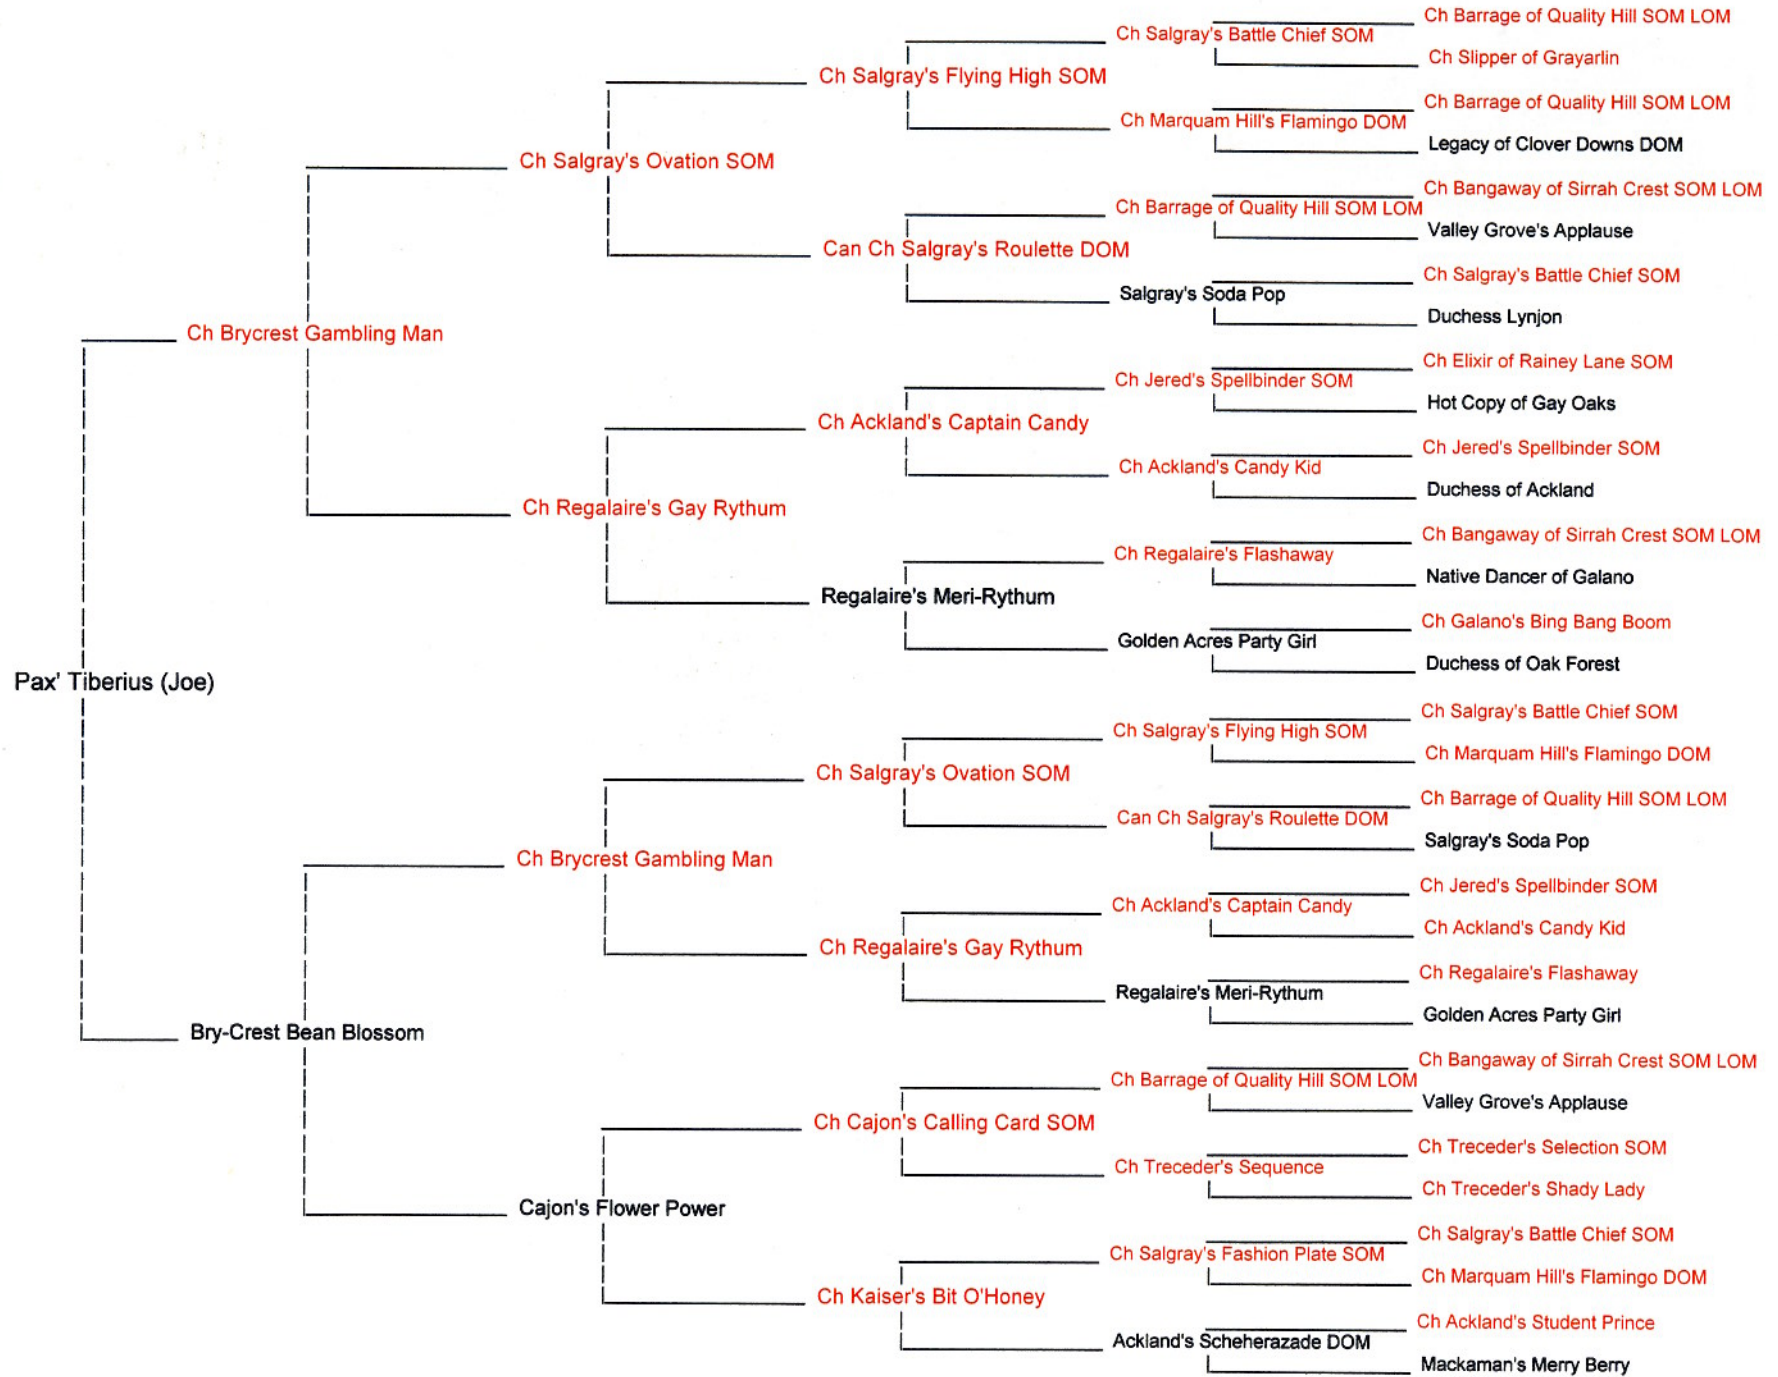 Ch Barrage of Quality Hill SOM LOM
Ch Salgray's Battle Chief SOM
Ch Slipper of Grayarlin
Ch Salgray's Flying High SOM
Ch Barrage of Quality Hill SOM LOM
Ch Marquam Hill's Flamingo DOM
Legacy of Clover Downs DOM
Ch Salgray's Ovation SOM
Ch Bangaway of Sirrah Crest SOM LOM
Ch Barrage of Quality Hill SOM LOM
Valley Grove's Applause
Can Ch Salgray's Roulette DOM
Ch Salgray's Battle Chief SOM
Salgray's Soda Pop
Duchess Lynjon
Ch Brycrest Gambling Man
Ch Elixir of Rainey Lane SOM
Ch Jered's Spellbinder SOM
Hot Copy of Gay Oaks
Ch Ackland's Captain Candy
Ch Jered's Spellbinder SOM
Ch Ackland's Candy Kid
Duchess of Ackland
Ch Regalaire's Gay Rythum
Ch Bangaway of Sirrah Crest SOM LOM
Ch Regalaire's Flashaway
Native Dancer of Galano
Regalaire's Meri-Rythum
Ch Galano's Bing Bang Boom
Golden Acres Party Girl
Duchess of Oak Forest
Pax' Tiberius (Joe)
Ch Salgray's Battle Chief SOM
Ch Salgray's Flying High SOM
Ch Marquam Hill's Flamingo DOM
Ch Salgray's Ovation SOM
Ch Barrage of Quality Hill SOM LOM
Can Ch Salgray's Roulette DOM
Salgray's Soda Pop
Ch Brycrest Gambling Man
Ch Jered's Spellbinder SOM
Ch Ackland's Captain Candy
Ch Ackland's Candy Kid
Ch Regalaire's Gay Rythum
Ch Regalaire's Flashaway
Regalaire's Meri-Rythum
Golden Acres Party Girl
Bry-Crest Bean Blossom
Ch Bangaway of Sirrah Crest SOM LOM
Ch Barrage of Quality Hill SOM LOM
Valley Grove's Applause
Ch Cajon's Calling Card SOM
Ch Treceder's Selection SOM
Ch Treceder's Sequence
Ch Treceder's Shady Lady
Cajon's Flower Power
Ch Salgray's Battle Chief SOM
Ch Salgray's Fashion Plate SOM
Ch Marquam Hill's Flamingo DOM
Ch Kaiser's Bit O'Honey
Ch Ackland's Student Prince
Ackland's Scheherazade DOM
Mackaman's Merry Berry